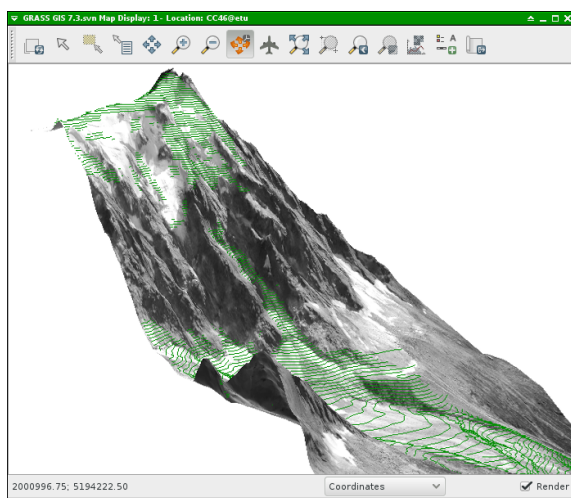 GRASS GIS 7.3.svn Map Display: 1 - Location: CC46@etu
2000996.75; 5194222.50
Coordinates
Render